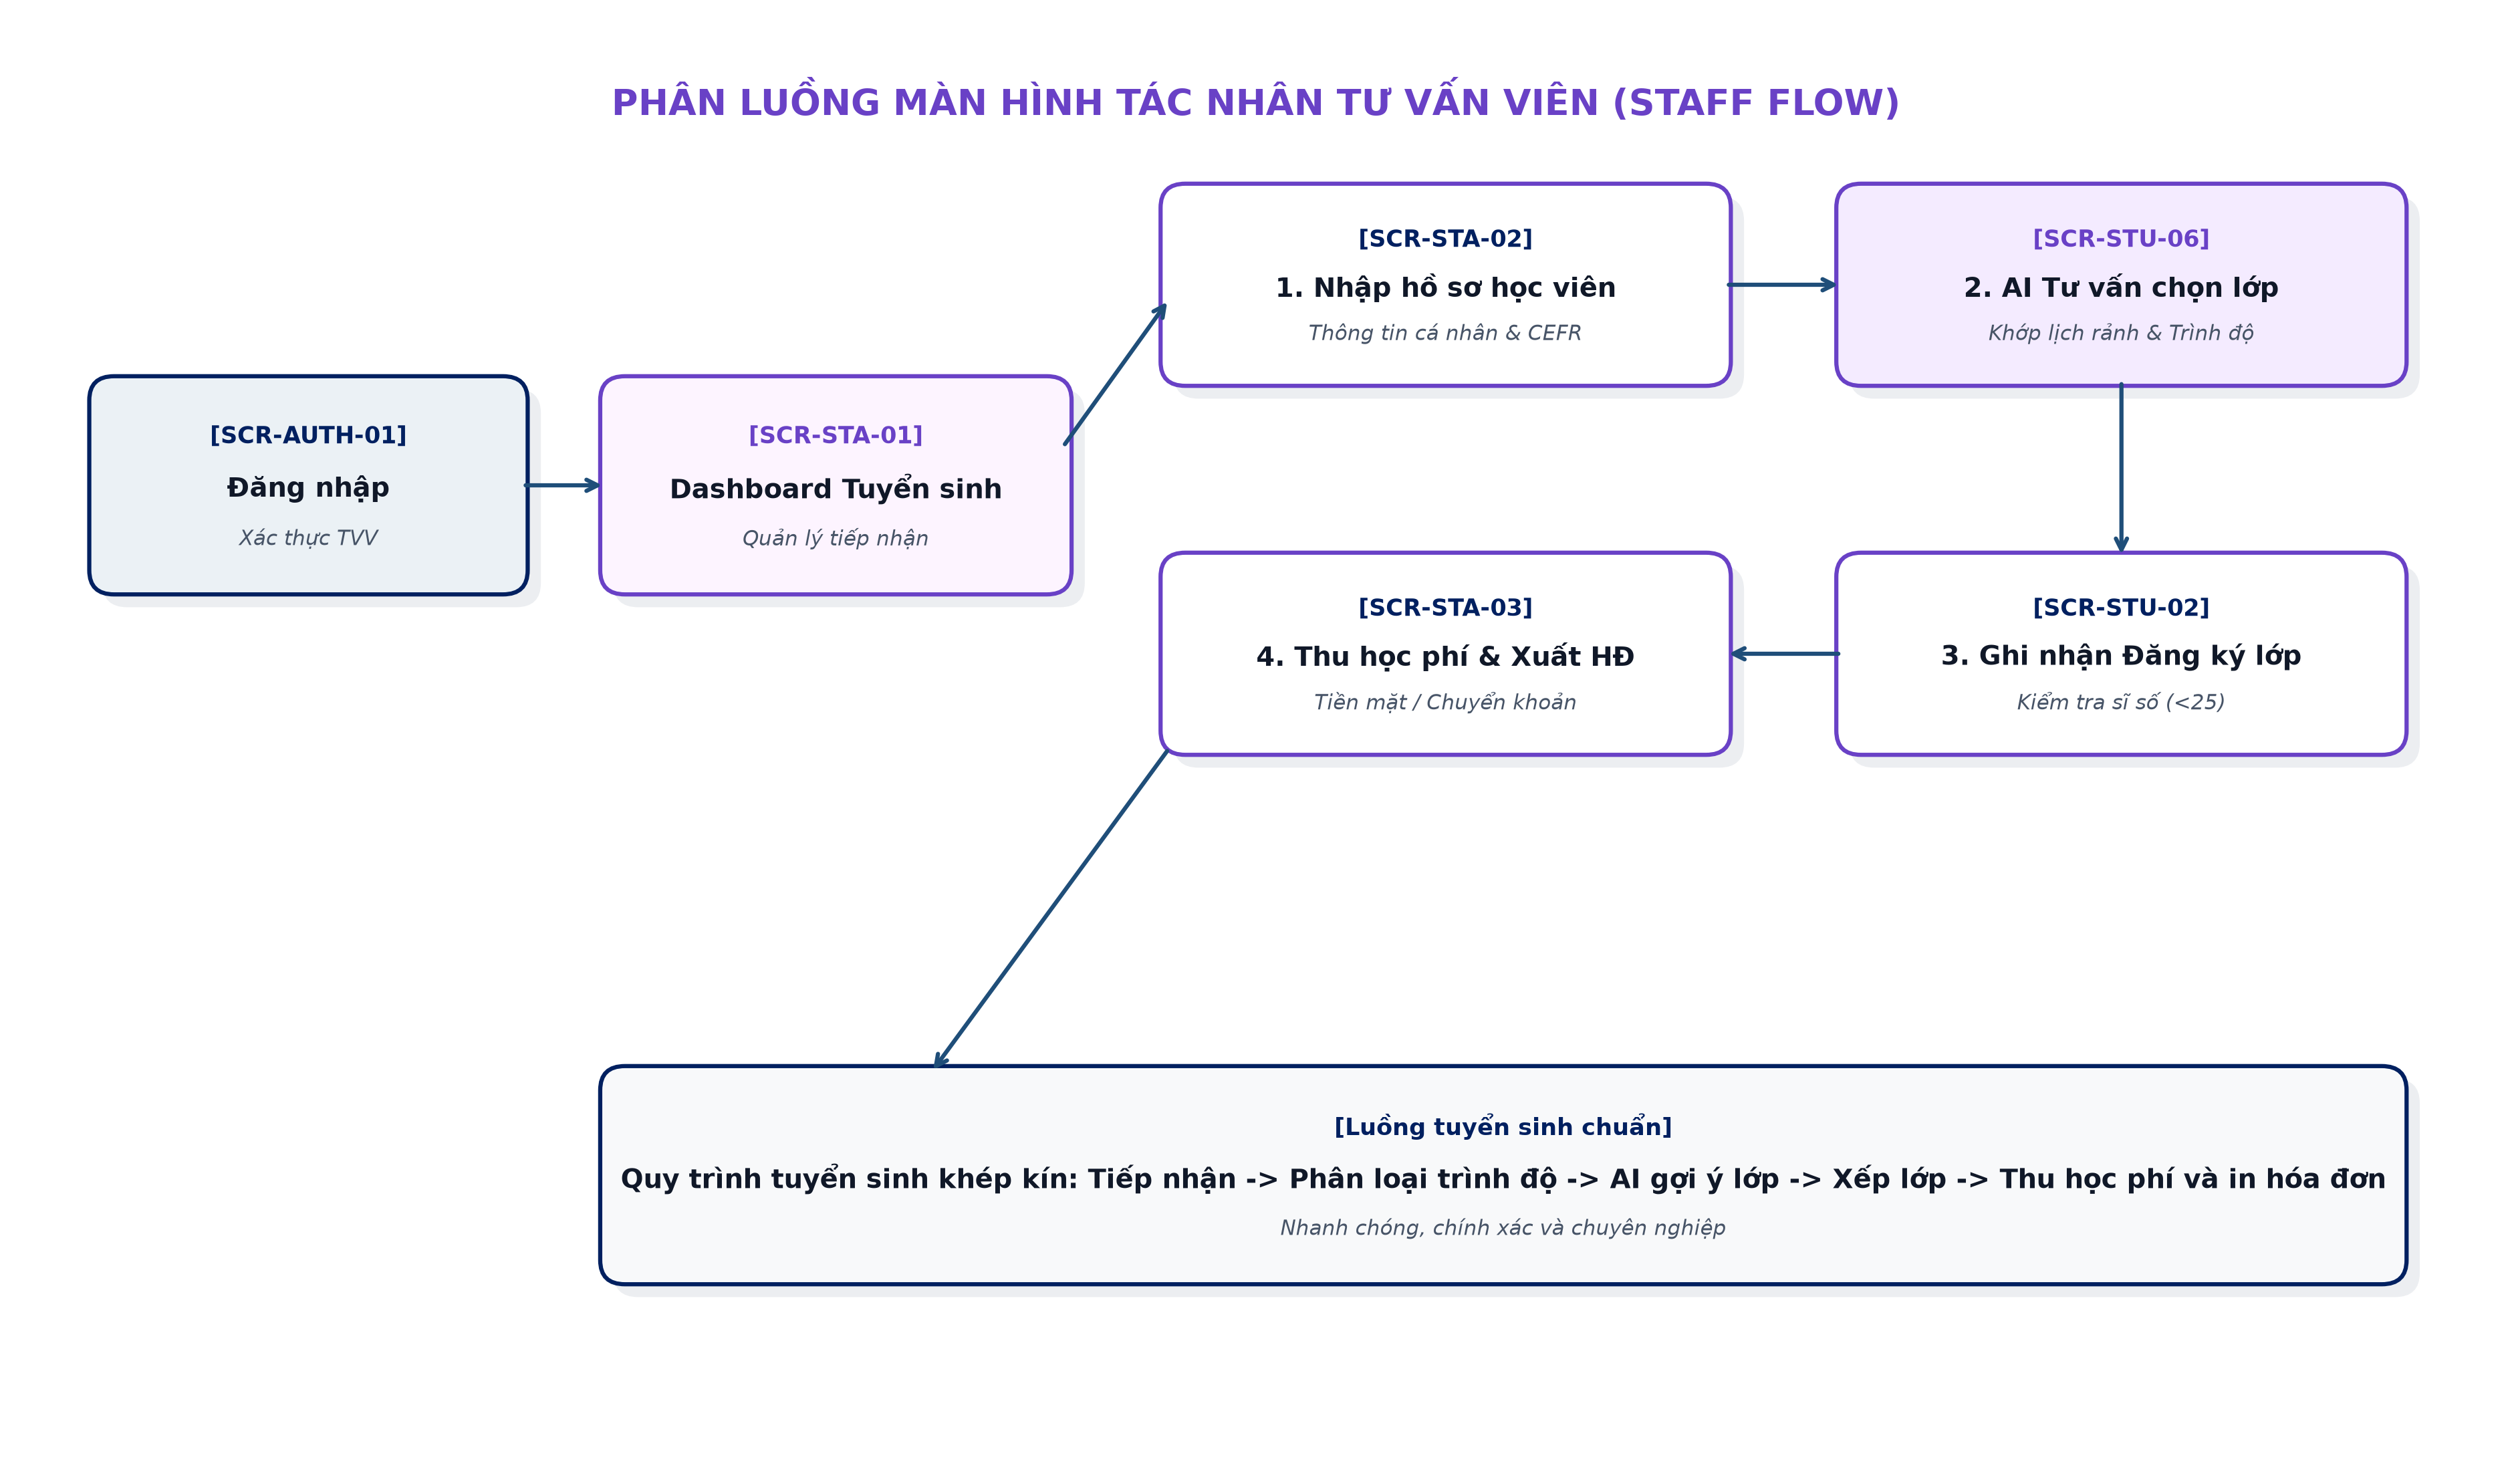 PHÂN LUỒNG MÀN HÌNH TÁC NHÂN TƯ VẤN VIÊN (STAFF FLOW)
[SCR-AUTH-01]
Đăng nhập
Xác thực TVV
[SCR-STA-01]
Dashboard Tuyển sinh
Quản lý tiếp nhận
[SCR-STA-02]
1. Nhập hồ sơ học viên
Thông tin cá nhân & CEFR
[SCR-STU-06]
2. AI Tư vấn chọn lớp
Khớp lịch rảnh & Trình độ
[SCR-STU-02]
3. Ghi nhận Đăng ký lớp
Kiểm tra sĩ số (<25)
[SCR-STA-03]
4. Thu học phí & Xuất HĐ
Tiền mặt / Chuyển khoản
[Luồng tuyển sinh chuẩn]
Quy trình tuyển sinh khép kín: Tiếp nhận -> Phân loại trình độ -> AI gợi ý lớp -> Xếp lớp -> Thu học phí và in hóa đơn
Nhanh chóng, chính xác và chuyên nghiệp